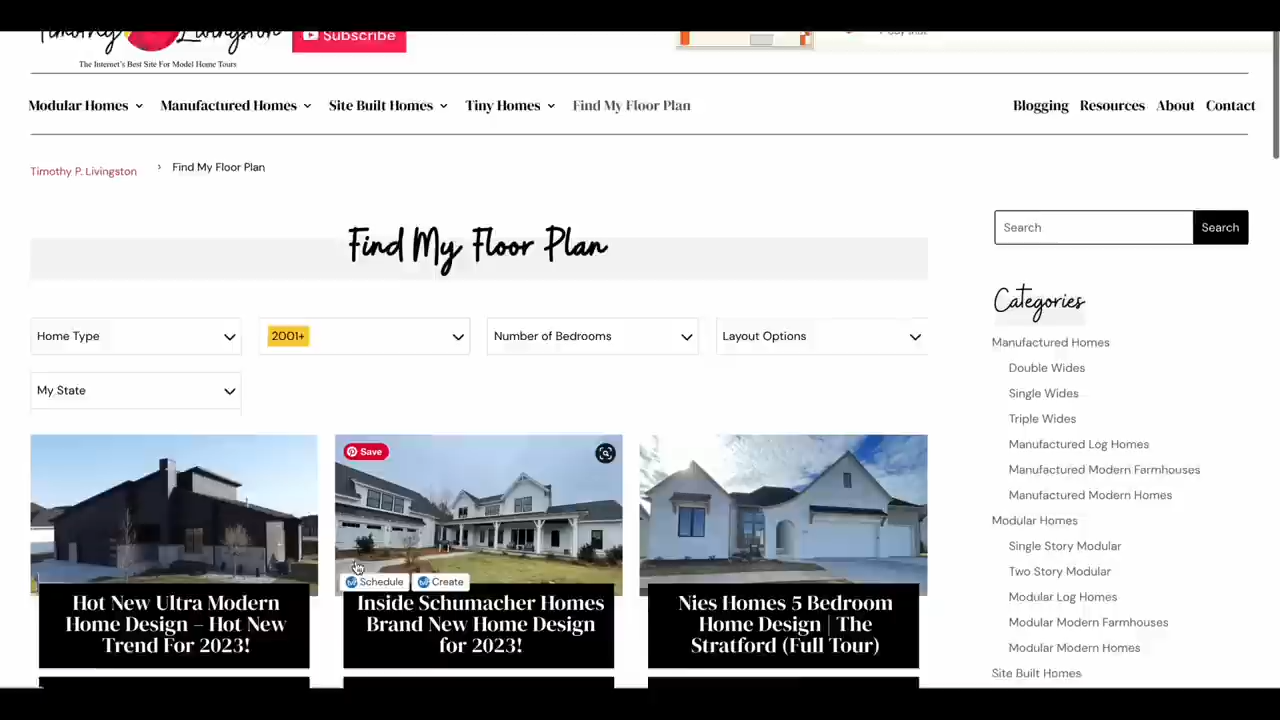 Timothy Livingston
Subscribe
The Internet's Best Site For Model Home Tours
Modular Homes
Manufactured Homes
Site Built Homes
Tiny Homes
Find My Floor Plan
Blogging
Resources
About
Contact
Timothy P. Livingston
› Find My Floor Plan
Search
Search
Find My Floor Plan
Categories
Home Type
2001+
Number of Bedrooms
Layout Options
My State
Manufactured Homes
Double Wides
Single Wides
Triple Wides
Manufactured Log Homes
Manufactured Modern Farmhouses
Manufactured Modern Homes
Modular Homes
Single Story Modular
Two Story Modular
Modular Log Homes
Modular Modern Farmhouses
Modular Modern Homes
Site Built Homes
Save
Schedule
Create
Hot New Ultra Modern
Home Design – Hot New
Trend For 2023!
Inside Schumacher Homes
Brand New Home Design
for 2023!
Nies Homes 5 Bedroom
Home Design | The
Stratford (Full Tour)